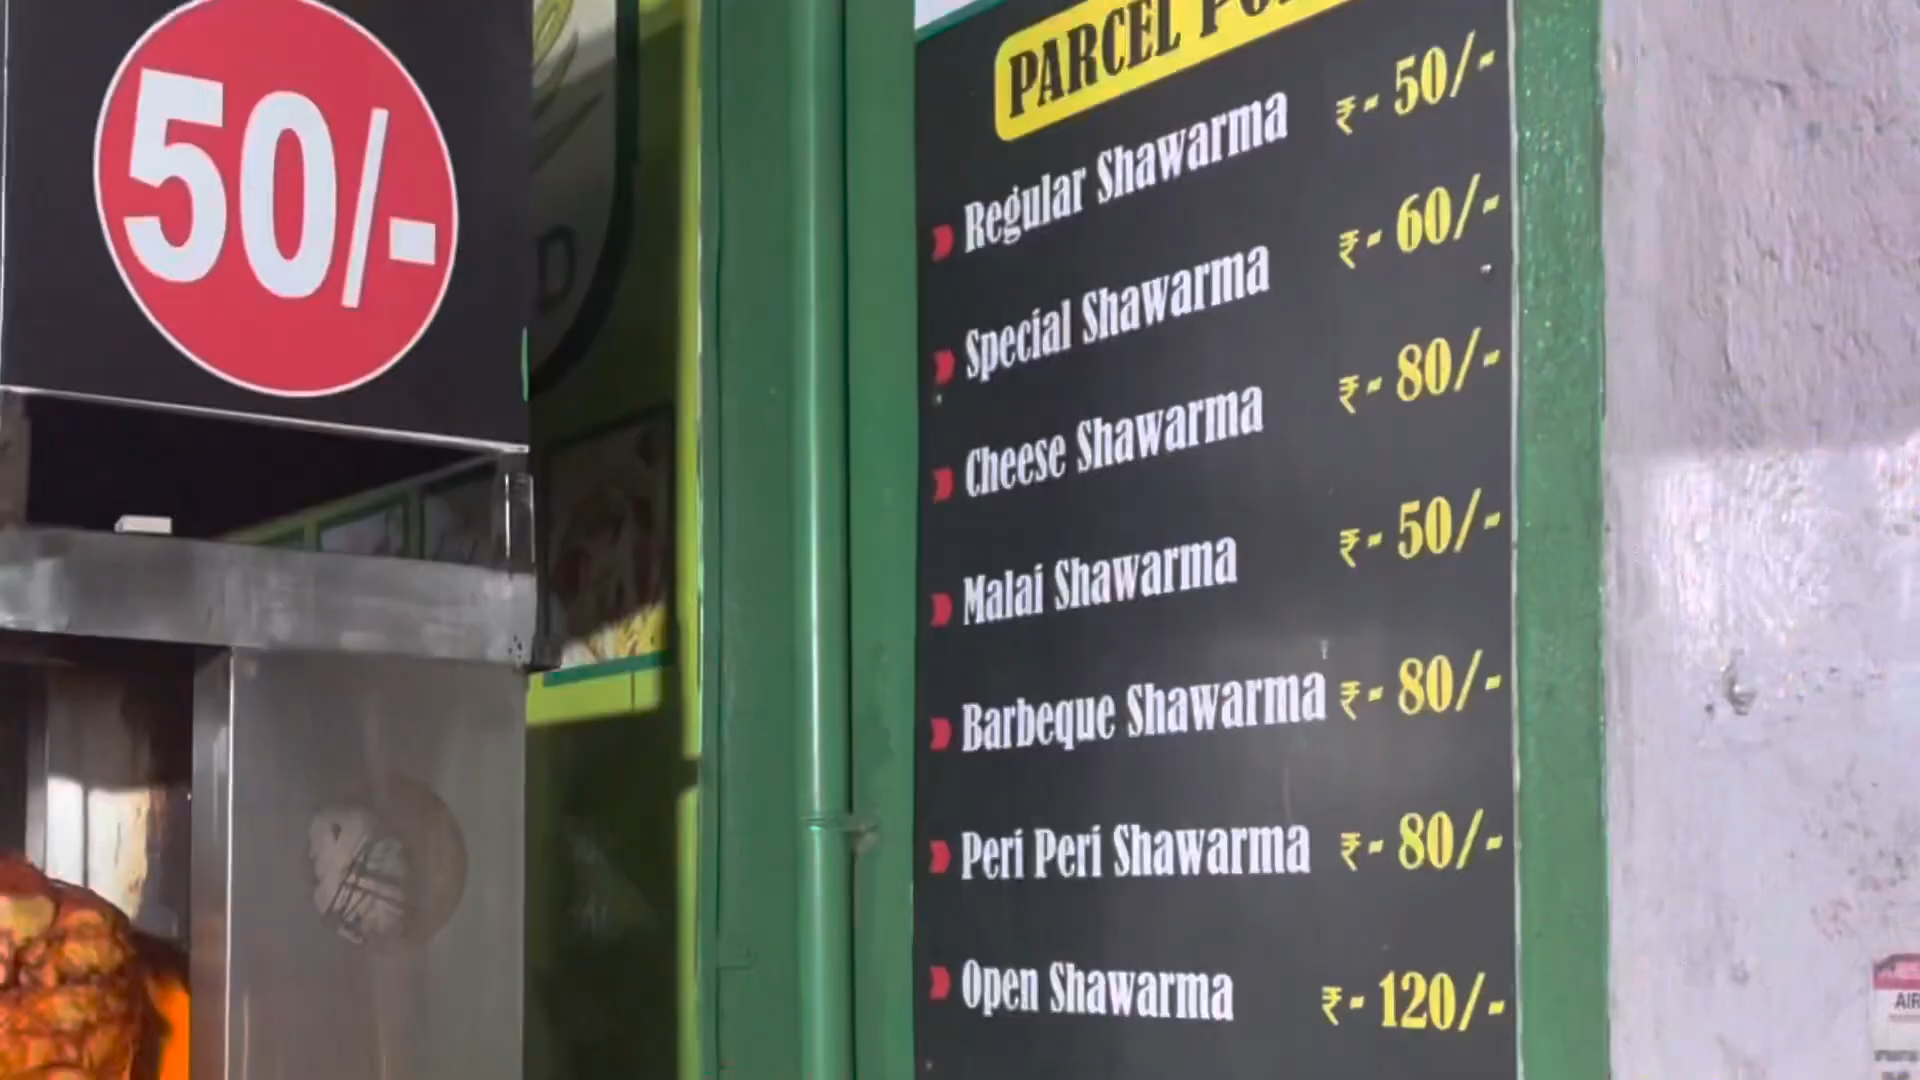 50/-
D
PARCEL
Regular Shawarma ₹ - 50/-
Special Shawarma ₹ - 60/-
Cheese Shawarma ₹ - 80/-
Malai Shawarma ₹ - 50/-
Barbeque Shawarma ₹ - 80/-
Peri Peri Shawarma ₹ - 80/-
Open Shawarma ₹ - 120/-
AIR